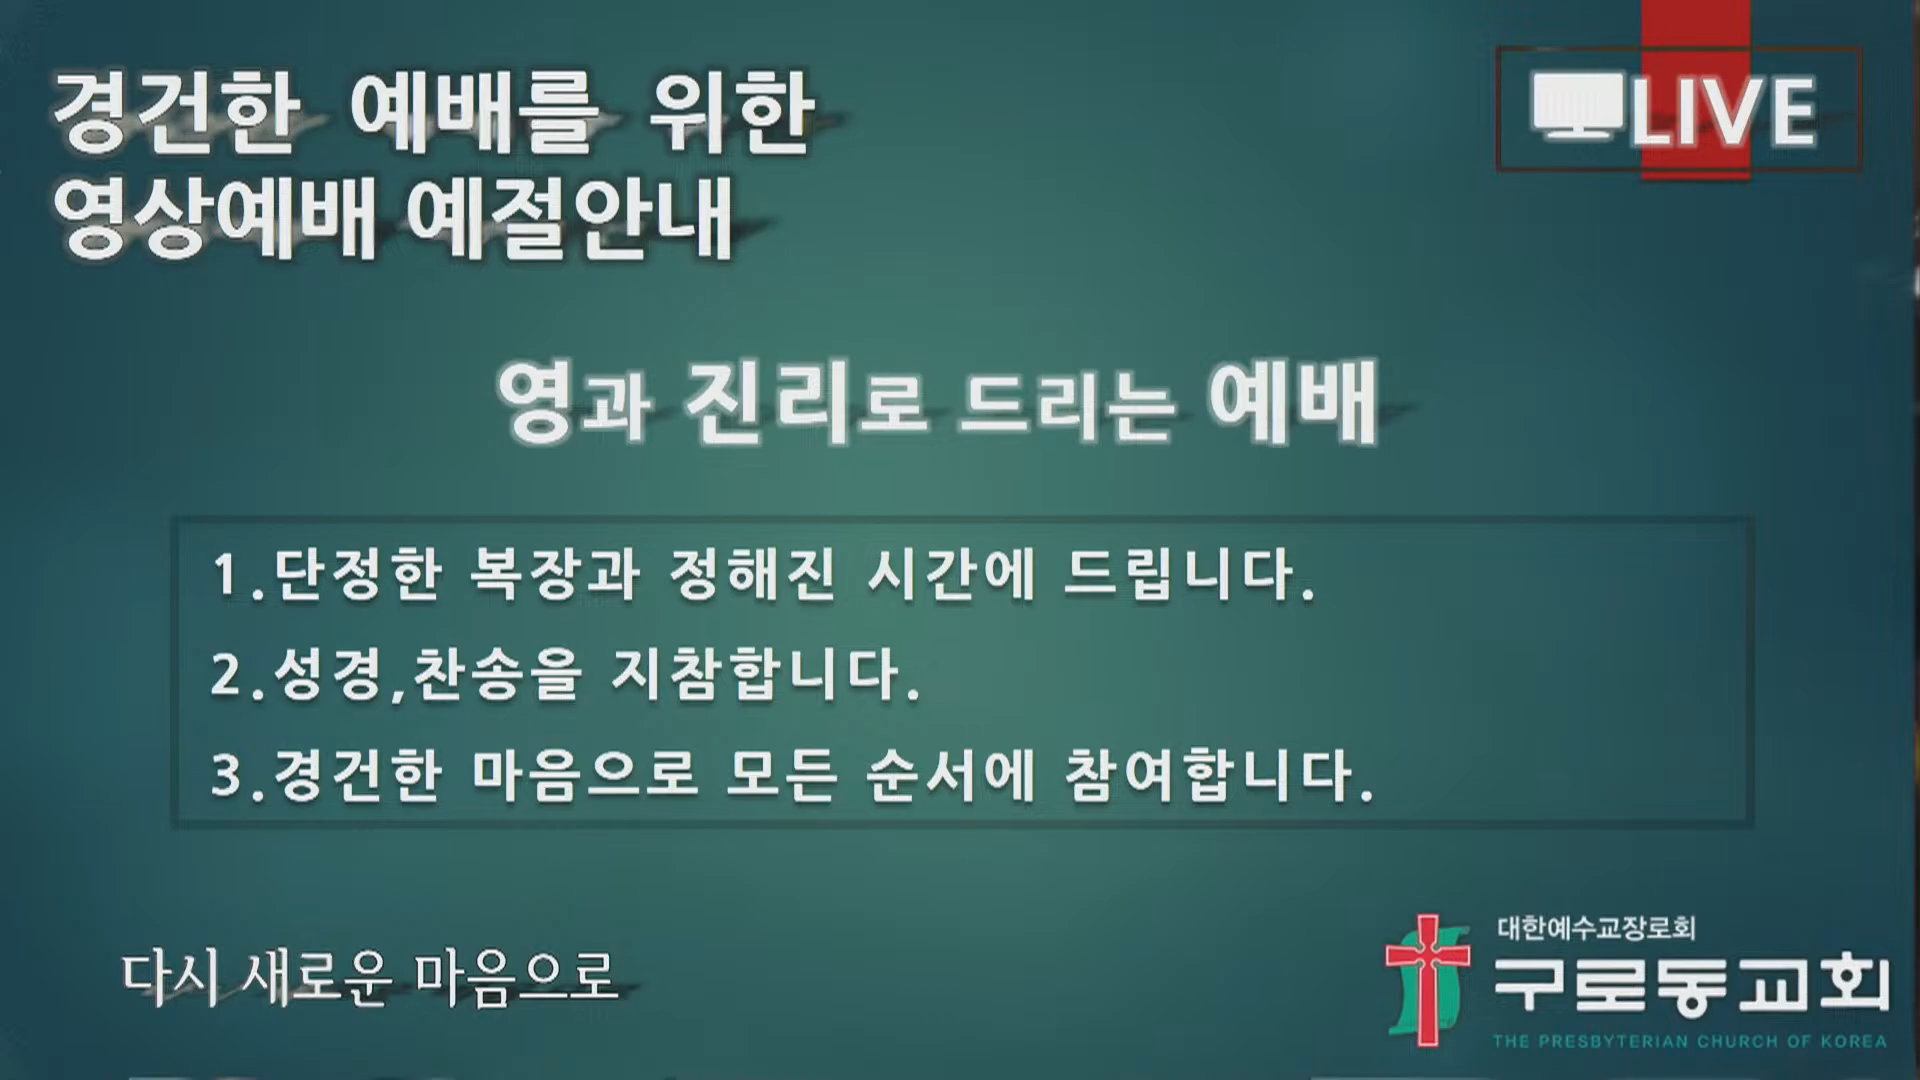 경건한 예배를 위한
영상예배 예절안내
LIVE
영과 진리로 드리는 예배
1.단정한 복장과 정해진 시간에 드립니다.
2.성경,찬송을 지참합니다.
3.경건한 마음으로 모든 순서에 참여합니다.
다시 새로운 마음으로
대한예수교장로회
구로동교회
THE PRESBYTERIAN CHURCH OF KOREA